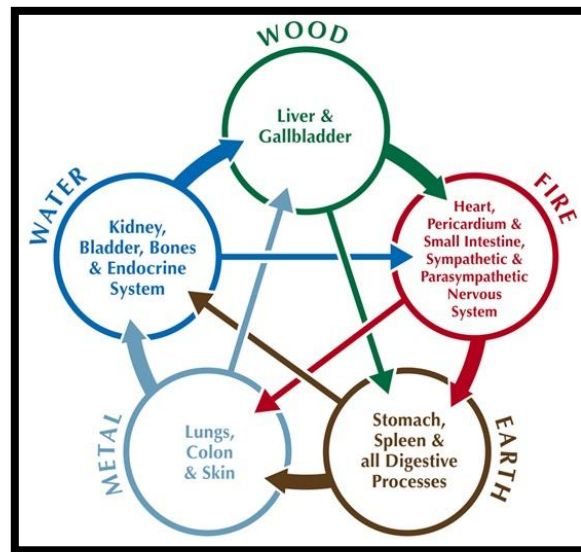 WOOD
Liver &
Gallbladder
FIRE
Heart,
Pericardium &
Small Intestine,
Sympathetic &
Parasympathetic
Nervous
System
EARTH
Stomach,
Spleen &
all Digestive
Processes
METAL
Lungs,
Colon
& Skin
WATER
Kidney,
Bladder, Bones
& Endocrine
System